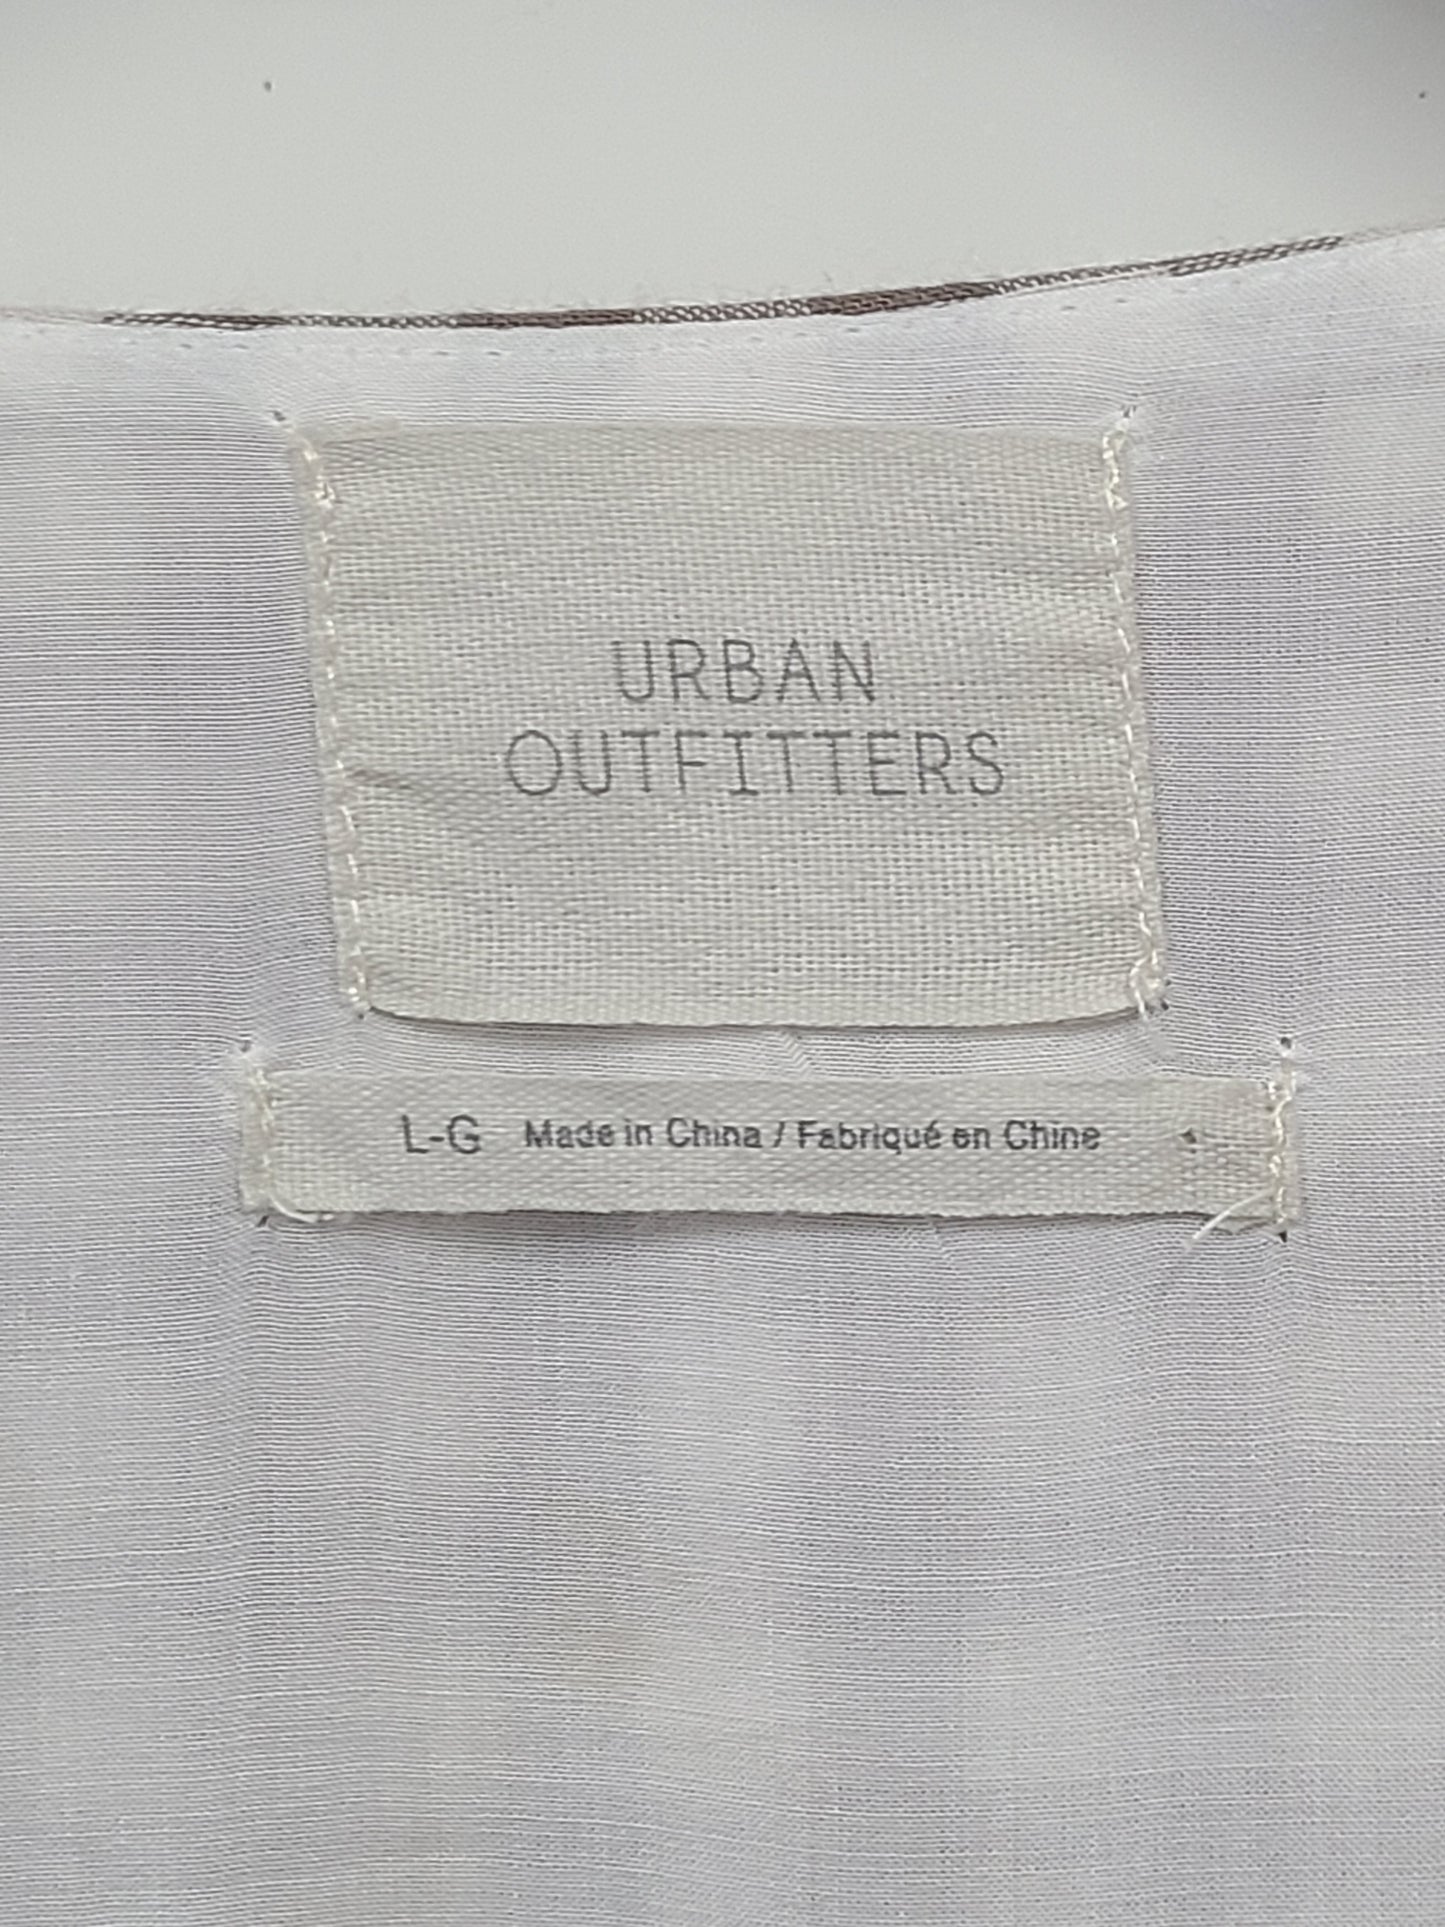 URBAN
OUTFITTERS
L-G Made in China / Fabriqué en Chine